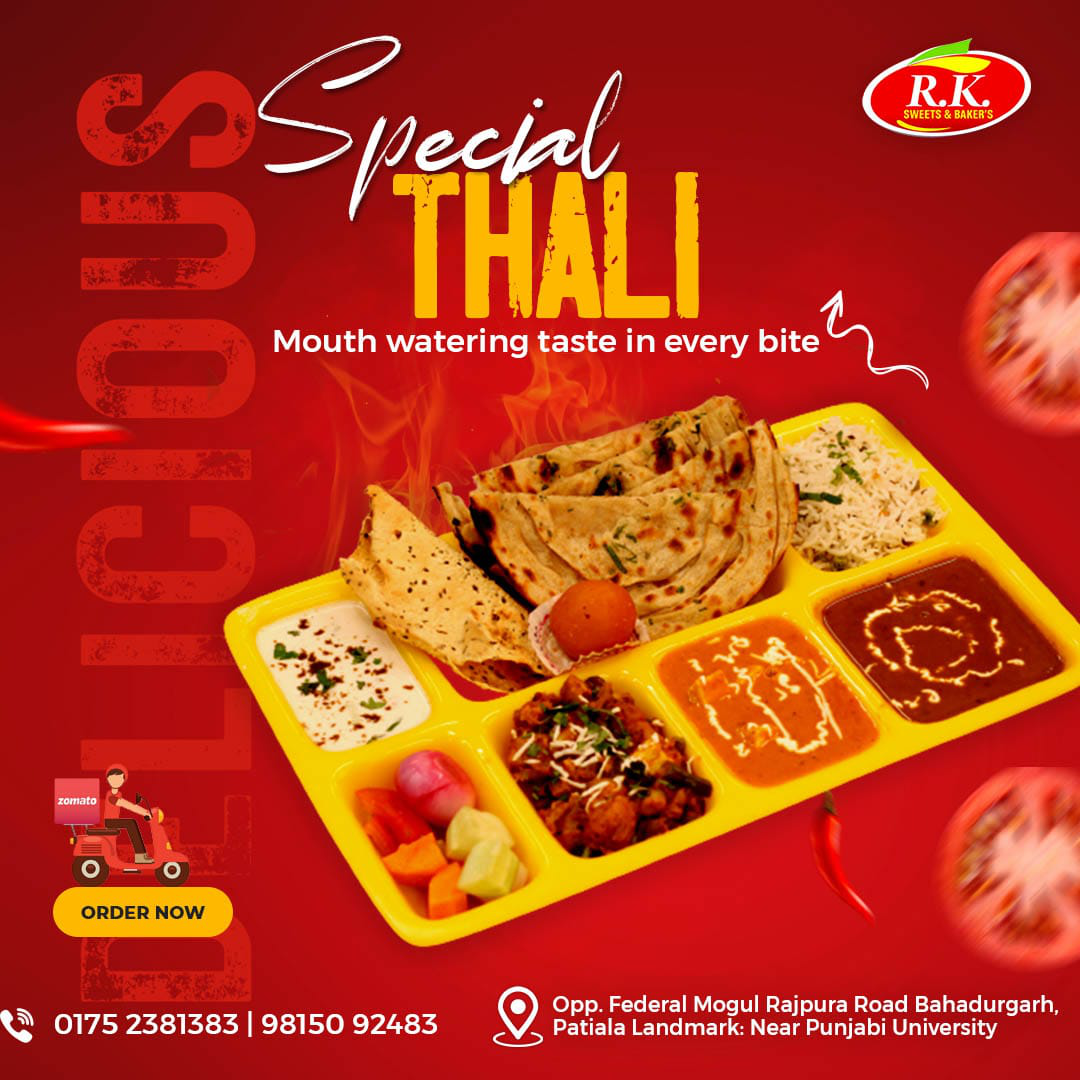 R.K.
SWEETS & BAKER'S
Special
THALI
Mouth watering taste in every bite
DELICIOUS
zomato
ORDER NOW
0175 2381383 | 98150 92483
Opp. Federal Mogul Rajpura Road Bahadurgarh,
Patiala Landmark: Near Punjabi University